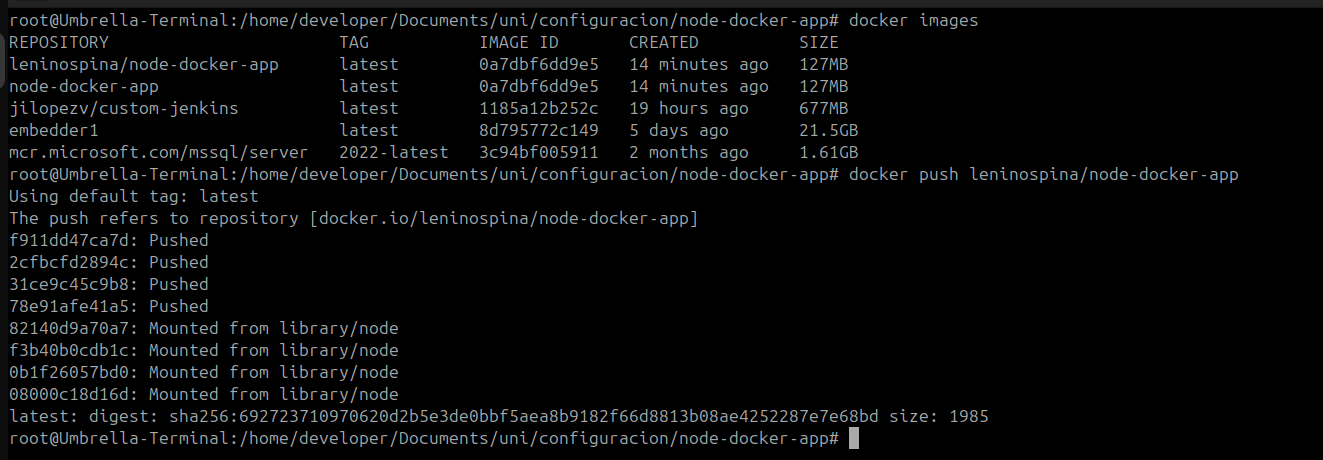 root@Umbrella-Terminal:/home/developer/Documents/uni/configuracion/node-docker-app# docker images
REPOSITORY TAG IMAGE ID CREATED SIZE
leninospina/node-docker-app latest 0a7dbf6dd9e5 14 minutes ago 127MB
node-docker-app latest 0a7dbf6dd9e5 14 minutes ago 127MB
jilopezv/custom-jenkins latest 1185a12b252c 19 hours ago 677MB
embedder1 latest 8d795772c149 5 days ago 21.5GB
mcr.microsoft.com/mssql/server 2022-latest 3c94bf005911 2 months ago 1.61GB
root@Umbrella-Terminal:/home/developer/Documents/uni/configuracion/node-docker-app# docker push leninospina/node-docker-app
Using default tag: latest
The push refers to repository [docker.io/leninospina/node-docker-app]
f911dd47ca7d: Pushed
2cfbcfd2894c: Pushed
31ce9c45c9b8: Pushed
78e91afe41a5: Pushed
82140d9a70a7: Mounted from library/node
f3b40b0cdb1c: Mounted from library/node
0b1f26057bd0: Mounted from library/node
08000c18d16d: Mounted from library/node
latest: digest: sha256:692723710970620d2b5e3de0bbf5aea8b9182f66d8813b08ae4252287e7e68bd size: 1985
root@Umbrella-Terminal:/home/developer/Documents/uni/configuracion/node-docker-app#